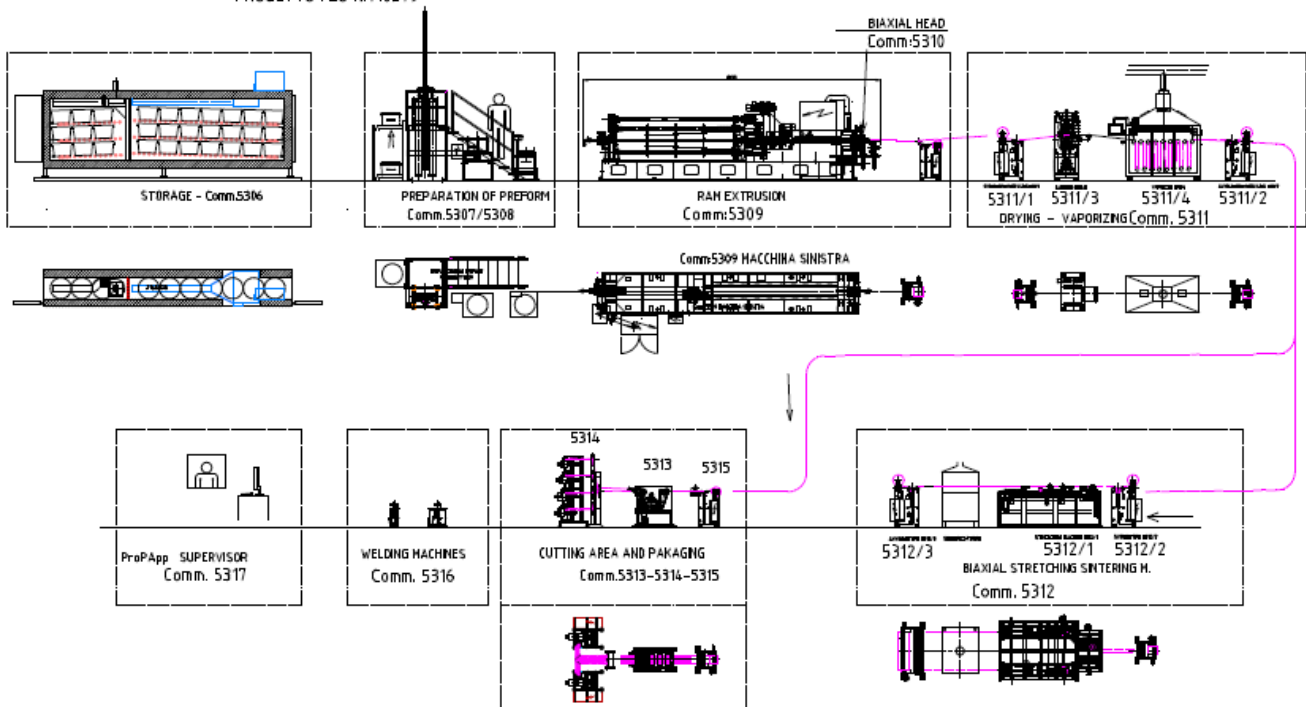 BIAXIAL HEAD
Comm:5310
STORAGE - Comm.5306
PREPARATION OF PREFORM
Comm.5307/5308
RAM EXTRUSION
Comm:5309
5311/1
5311/3
5311/4
5311/2
DRYING - VAPORIZING Comm. 5311
Comm:5309 MACCHINA SINISTRA
5314
5313
5315
ProPApp SUPERVISOR
Comm. 5317
WELDING MACHINES
Comm. 5316
CUTTING AREA AND PAKAGING
Comm.5313-5314-5315
5312/3
5312/1
5312/2
BIAXIAL STRETCHING SINTERING M.
Comm. 5312